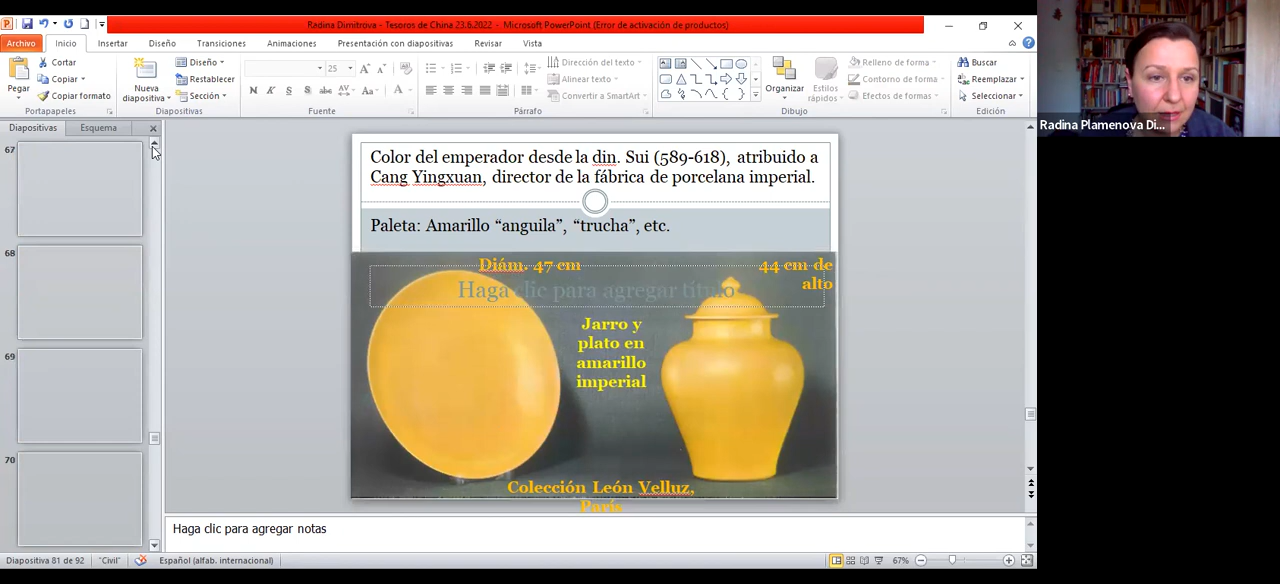 Radina Dimitrova - Tesoros de China 23.6.2022 - Microsoft PowerPoint (Error de activación de productos)
Archivo Inicio Insertar Diseño Transiciones Animaciones Presentación con diapositivas Revisar Vista
Pegar
Cortar
Copiar
Copiar formato
Portapapeles
Nueva
diapositiva
Diseño
Restablecer
Sección
Diapositivas
25
N K S S abc AV Aa A
Fuente
Dirección del texto
Alinear texto
Convertir a SmartArt
Párrafo
Organizar
Estilos
rápidos
Relleno de forma
Contorno de forma
Efectos de formas
Dibujo
Buscar
Reemplazar
Seleccionar
Edición
Radina Plamenova Di...
Diapositivas Esquema
67
68
69
70
Color del emperador desde la din. Sui (589-618), atribuido a
Cang Yingxuan, director de la fábrica de porcelana imperial.
Paleta: Amarillo “anguila”, “trucha”, etc.
Diám. 47 cm
44 cm de
alto
Haga clic para agregar título
Jarro y
plato en
amarillo
imperial
Colección León Velluz,
París
Haga clic para agregar notas
Diapositiva 81 de 92 "Civil" Español (alfab. internacional) 67%